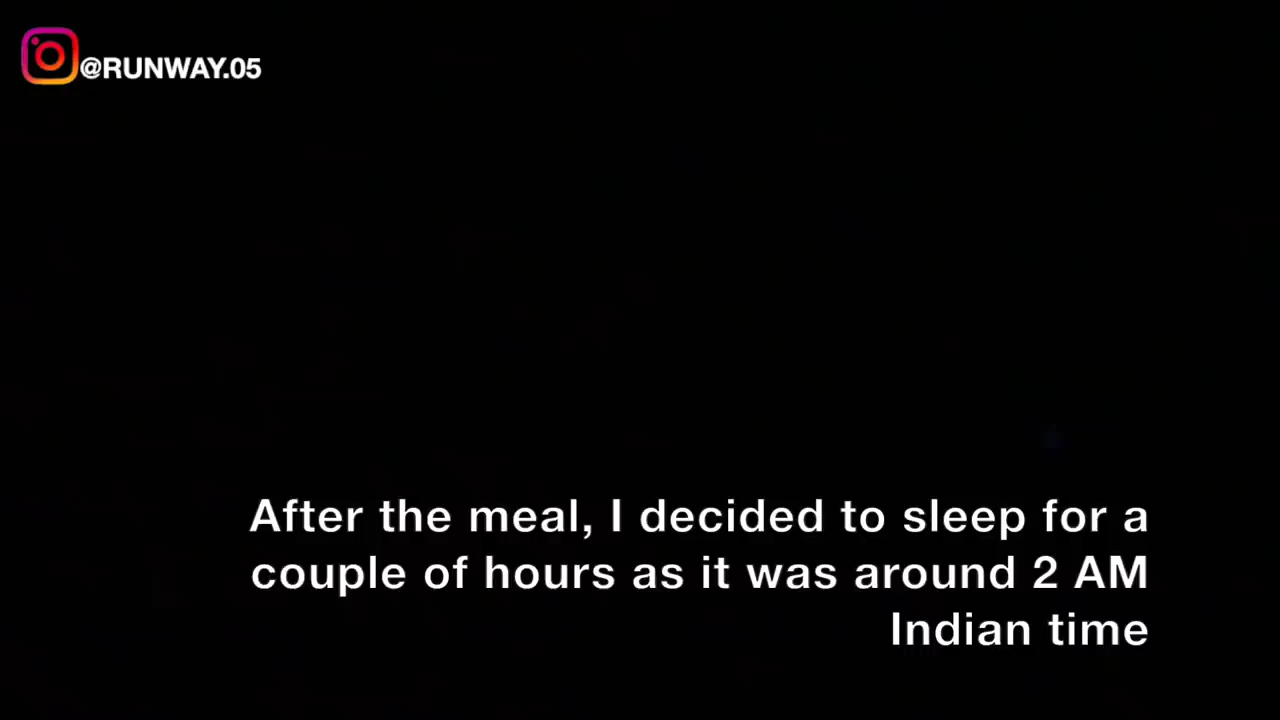 @RUNWAY.05
After the meal, I decided to sleep for a
couple of hours as it was around 2 AM
Indian time